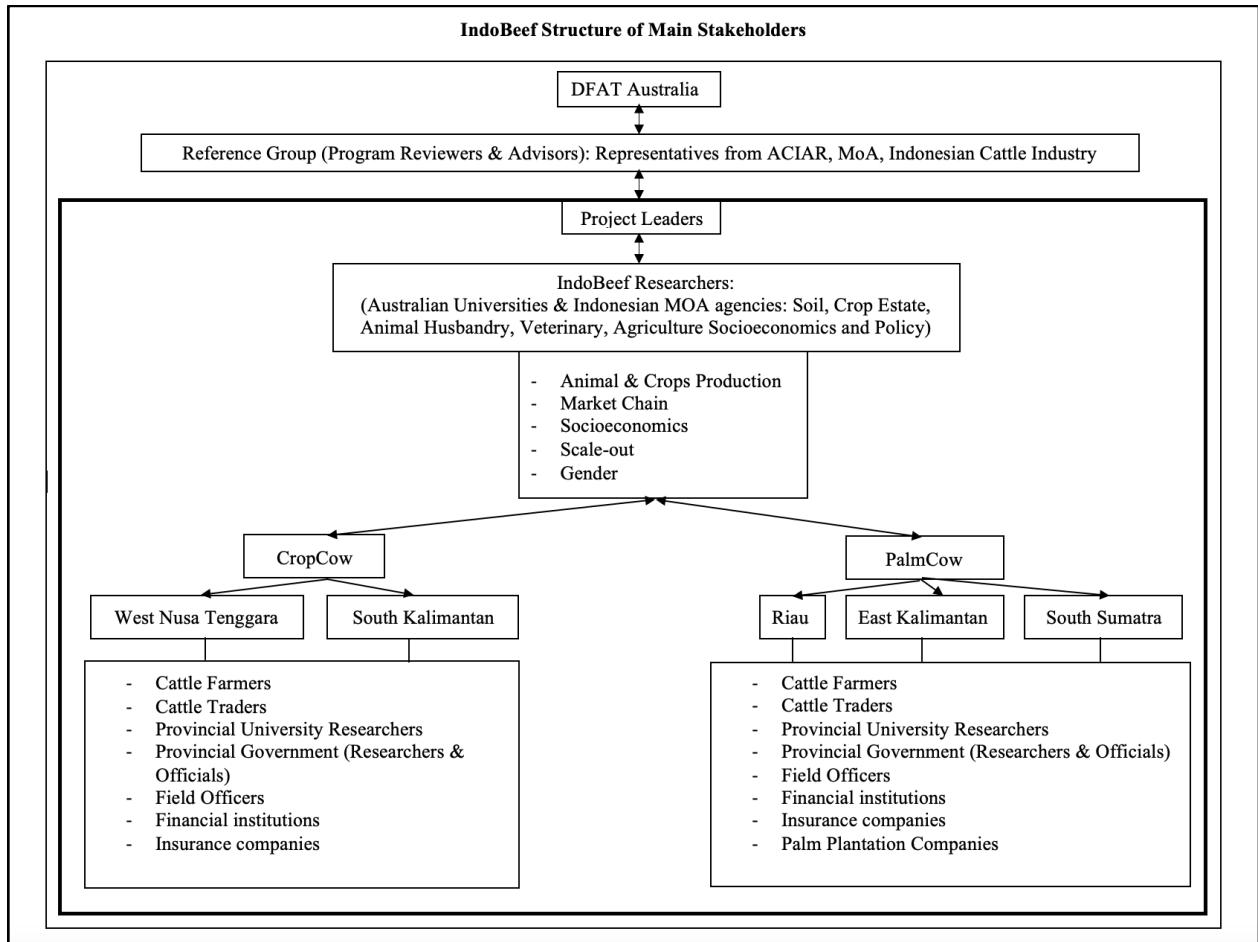 IndoBeef Structure of Main Stakeholders
DFAT Australia
Reference Group (Program Reviewers & Advisors): Representatives from ACIAR, MoA, Indonesian Cattle Industry
Project Leaders
IndoBeef Researchers:
(Australian Universities & Indonesian MOA agencies: Soil, Crop Estate,
Animal Husbandry, Veterinary, Agriculture Socioeconomics and Policy)
- Animal & Crops Production
- Market Chain
- Socioeconomics
- Scale-out
- Gender
CropCow
PalmCow
West Nusa Tenggara
South Kalimantan
Riau
East Kalimantan
South Sumatra
- Cattle Farmers
- Cattle Traders
- Provincial University Researchers
- Provincial Government (Researchers &
Officials)
- Field Officers
- Financial institutions
- Insurance companies
- Cattle Farmers
- Cattle Traders
- Provincial University Researchers
- Provincial Government (Researchers & Officials)
- Field Officers
- Financial institutions
- Insurance companies
- Palm Plantation Companies